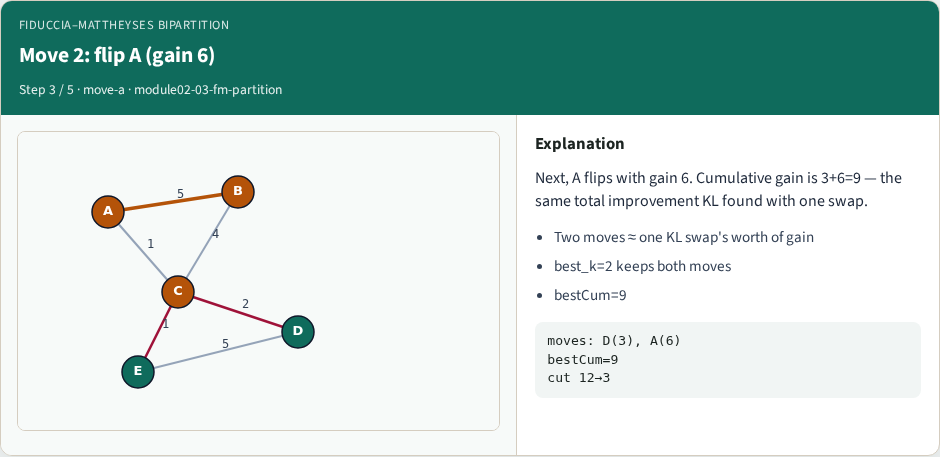 FIDUCCIA–MATTHEYSES BIPARTITION
Move 2: flip A (gain 6)
Step 3 / 5 · move-a · module02-03-fm-partition
5
B
A
1
4
C
2
1
D
5
E
Explanation
Next, A flips with gain 6. Cumulative gain is 3+6=9 — the
same total improvement KL found with one swap.
• Two moves ≈ one KL swap's worth of gain
• best_k=2 keeps both moves
• bestCum=9
moves: D(3), A(6)
bestCum=9
cut 12→3